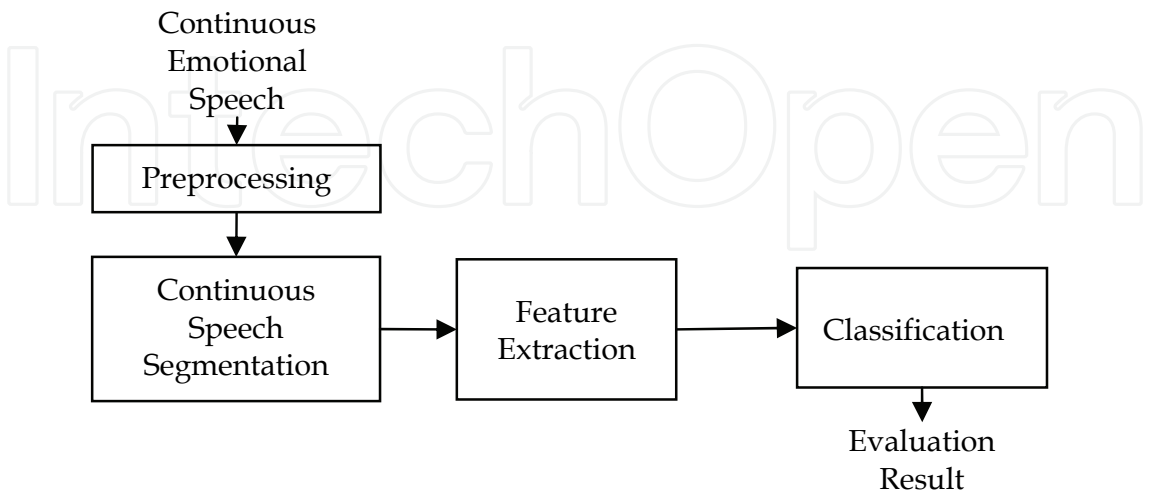 Continuous
Emotional
Speech
IntechOpen
Preprocessing
Continuous
Speech
Segmentation
Feature
Extraction
Classification
Evaluation
Result